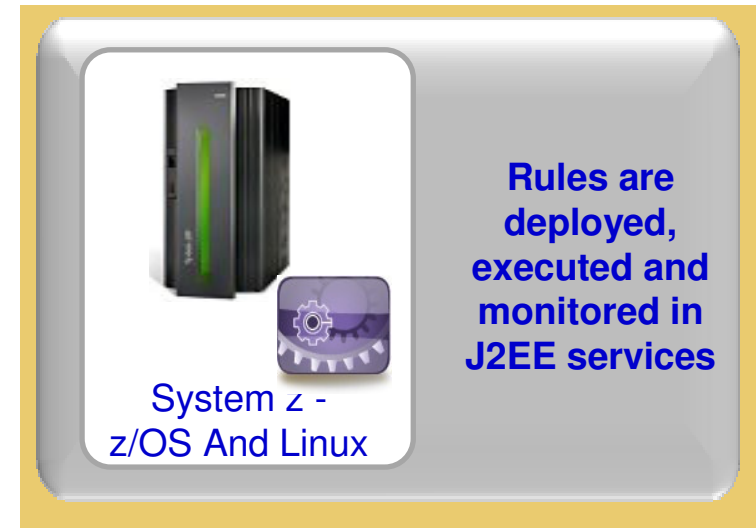 System z -
z/OS And Linux
Rules are
deployed,
executed and
monitored in
J2EE services